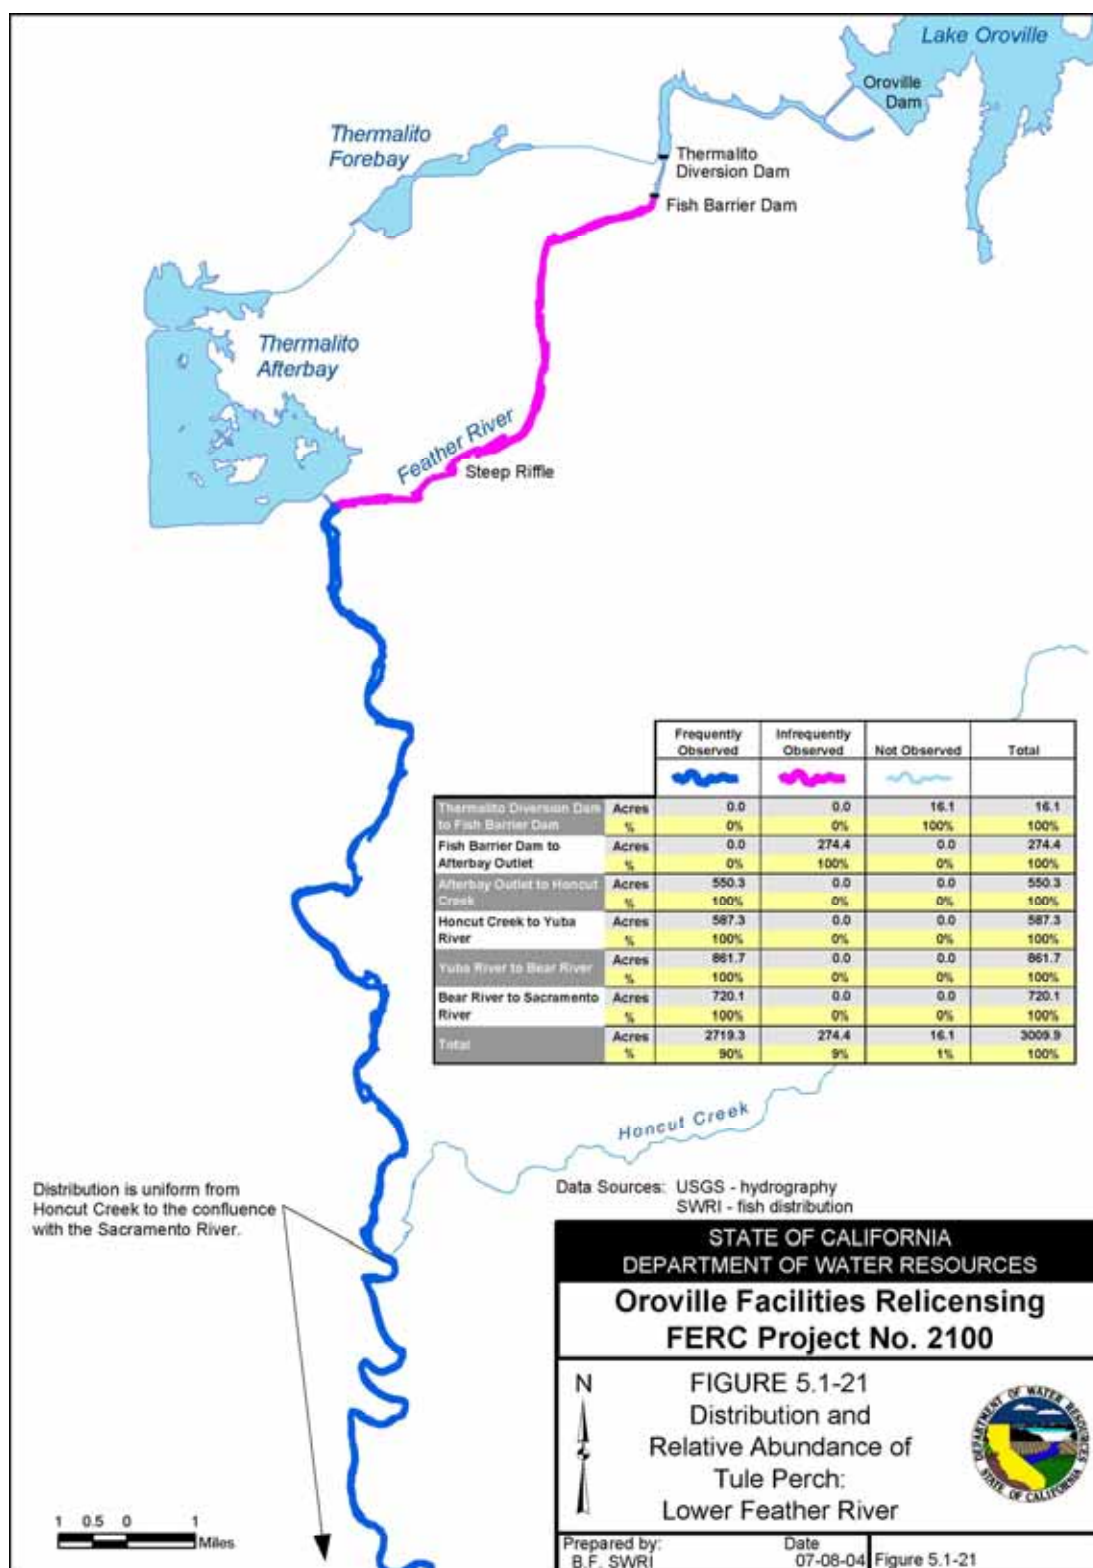 Lake Oroville
Oroville
Dam
Thermalito
Forebay
Thermalito
Diversion Dam
Fish Barrier Dam
Thermalito
Afterbay
Feather River
Steep Riffle
Frequently Observed | Infrequently Observed | Not Observed | Total
Thermalito Diversion Dam to Fish Barrier Dam | Acres | 0.0 | 0.0 | 16.1 | 16.1
% | 0% | 0% | 100% | 100%
Fish Barrier Dam to Afterbay Outlet | Acres | 0.0 | 274.4 | 0.0 | 274.4
% | 0% | 100% | 0% | 100%
Afterbay Outlet to Honcut Creek | Acres | 550.3 | 0.0 | 0.0 | 550.3
% | 100% | 0% | 0% | 100%
Honcut Creek to Yuba River | Acres | 587.3 | 0.0 | 0.0 | 587.3
% | 100% | 0% | 0% | 100%
Yuba River to Bear River | Acres | 861.7 | 0.0 | 0.0 | 861.7
% | 100% | 0% | 0% | 100%
Bear River to Sacramento River | Acres | 720.1 | 0.0 | 0.0 | 720.1
% | 100% | 0% | 0% | 100%
Total | Acres | 2719.3 | 274.4 | 16.1 | 3009.9
% | 90% | 9% | 1% | 100%
Honcut Creek
Distribution is uniform from
Honcut Creek to the confluence
with the Sacramento River.
Data Sources: USGS - hydrography
SWRI - fish distribution
STATE OF CALIFORNIA
DEPARTMENT OF WATER RESOURCES
Oroville Facilities Relicensing
FERC Project No. 2100
N
FIGURE 5.1-21
Distribution and
Relative Abundance of
Tule Perch:
Lower Feather River
DEPARTMENT OF WATER RESOURCES
STATE OF CALIFORNIA
1 0.5 0 1
Miles
Prepared by:
B.F. SWRI
Date
07-08-04
Figure 5.1-21